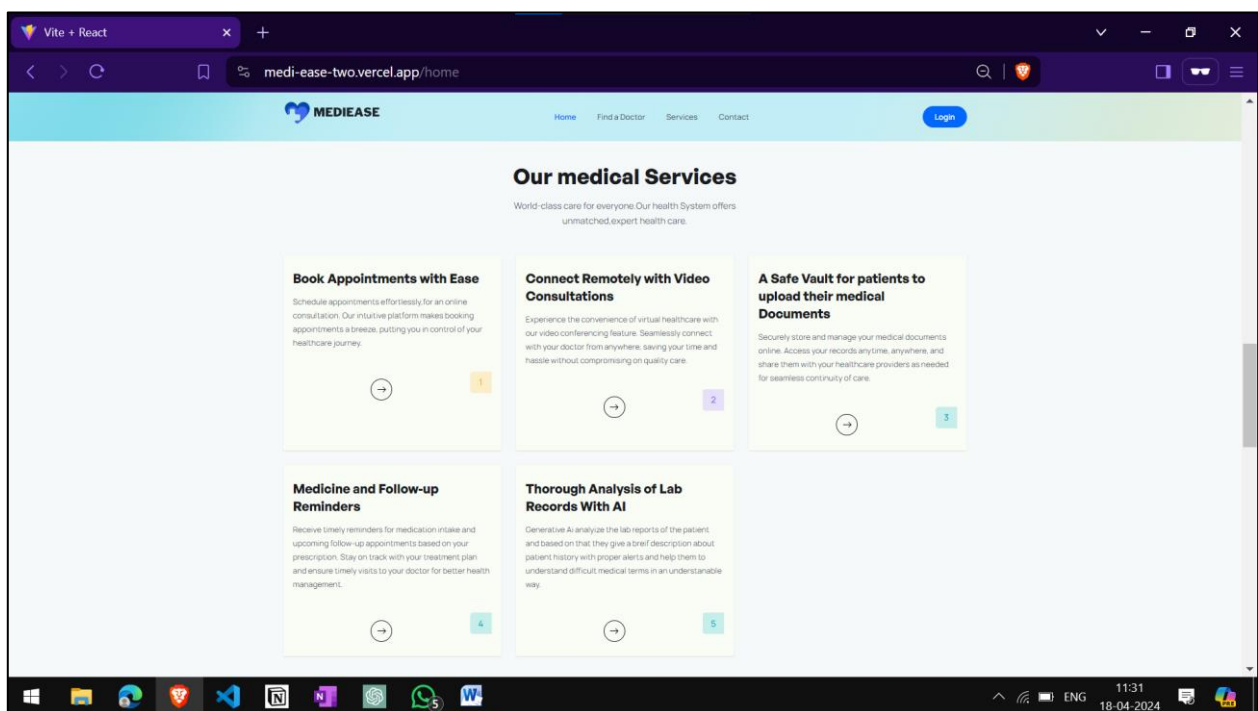 Vite + React
medi-ease-two.vercel.app/home
MEDIEASE
Home Find a Doctor Services Contact
Login
Our medical Services
World-class care for everyone.Our health System offers
unmatched,expert health care.
Book Appointments with Ease
Schedule appointments effortlessly,for an online
consultation. Our intuitive platform makes booking
appointments a breeze, putting you in control of your
healthcare journey.
1
Connect Remotely with Video
Consultations
Experience the convenience of virtual healthcare with
our video conferencing feature. Seamlessly connect
with your doctor from anywhere, saving your time and
hassle without compromising on quality care.
2
A Safe Vault for patients to
upload their medical
Documents
Securely store and manage your medical documents
online. Access your records anytime, anywhere, and
share them with your healthcare providers as needed
for seamless continuity of care.
3
Medicine and Follow-up
Reminders
Receive timely reminders for medication intake and
upcoming follow-up appointments based on your
prescription. Stay on track with your treatment plan
and ensure timely visits to your doctor for better health
management.
4
Thorough Analysis of Lab
Records With AI
Generative Ai analyize the lab reports of the patient
and based on that they give a breif description about
patient history with proper alerts and help them to
understand difficult medical terms in an understanable
way.
5
5
ENG
11:31
18-04-2024
PRE